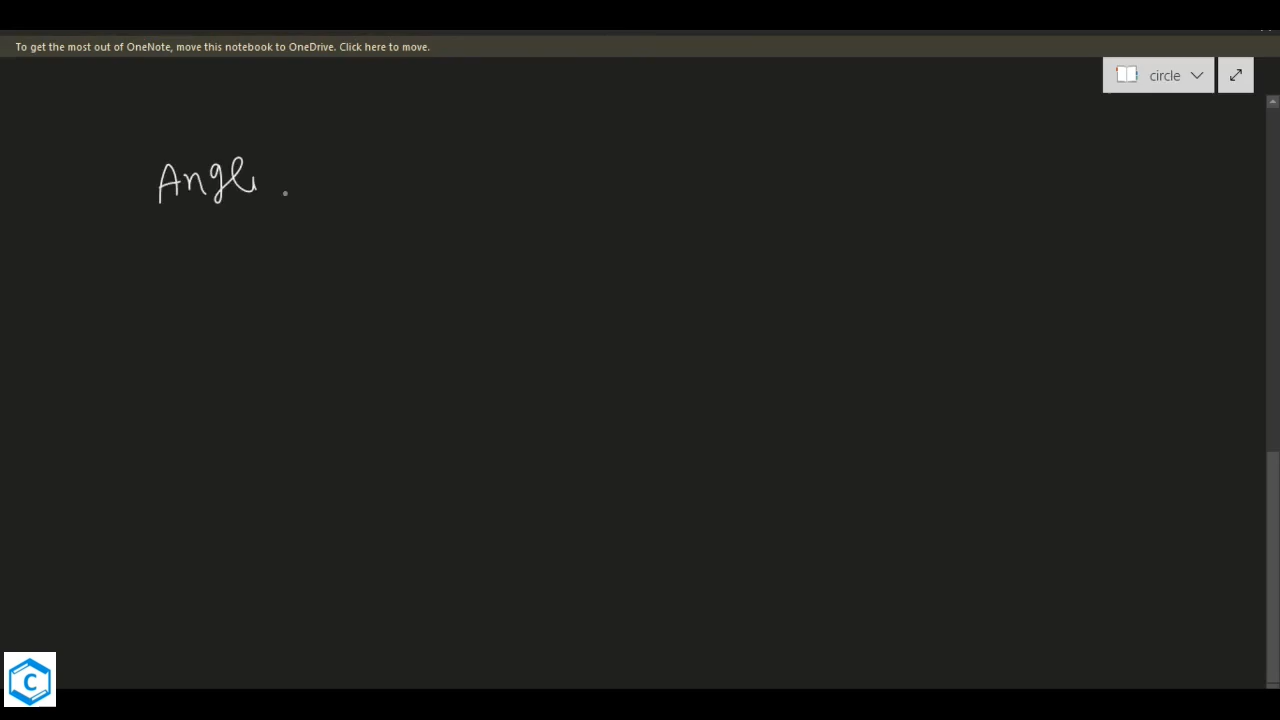 To get the most out of OneNote, move this notebook to OneDrive. Click here to move.
circle
Angle
C